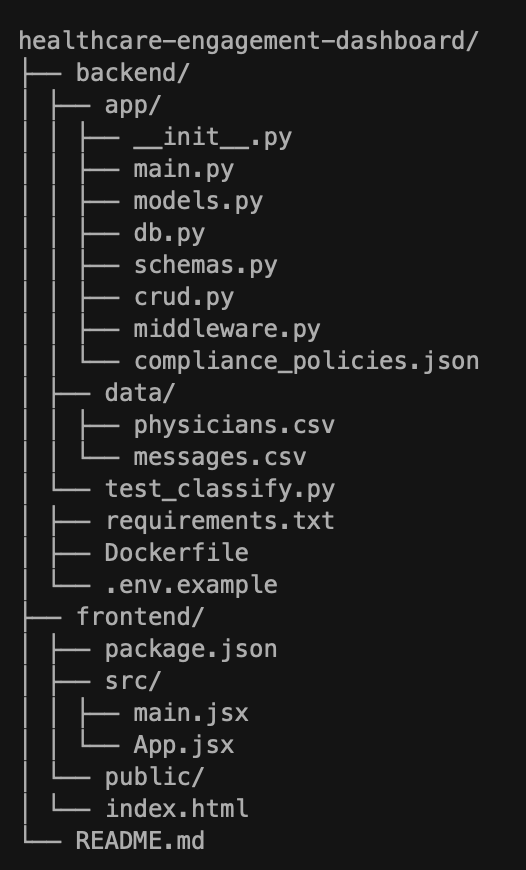 healthcare-engagement-dashboard/
├── backend/
│ ├── app/
│ │ ├── __init__.py
│ │ ├── main.py
│ │ ├── models.py
│ │ ├── db.py
│ │ ├── schemas.py
│ │ ├── crud.py
│ │ ├── middleware.py
│ │ └── compliance_policies.json
│ ├── data/
│ │ ├── physicians.csv
│ │ └── messages.csv
│ └── test_classify.py
│ ├── requirements.txt
│ ├── Dockerfile
│ └── .env.example
├── frontend/
│ ├── package.json
│ ├── src/
│ │ ├── main.jsx
│ │ └── App.jsx
│ └── public/
│ └── index.html
└── README.md